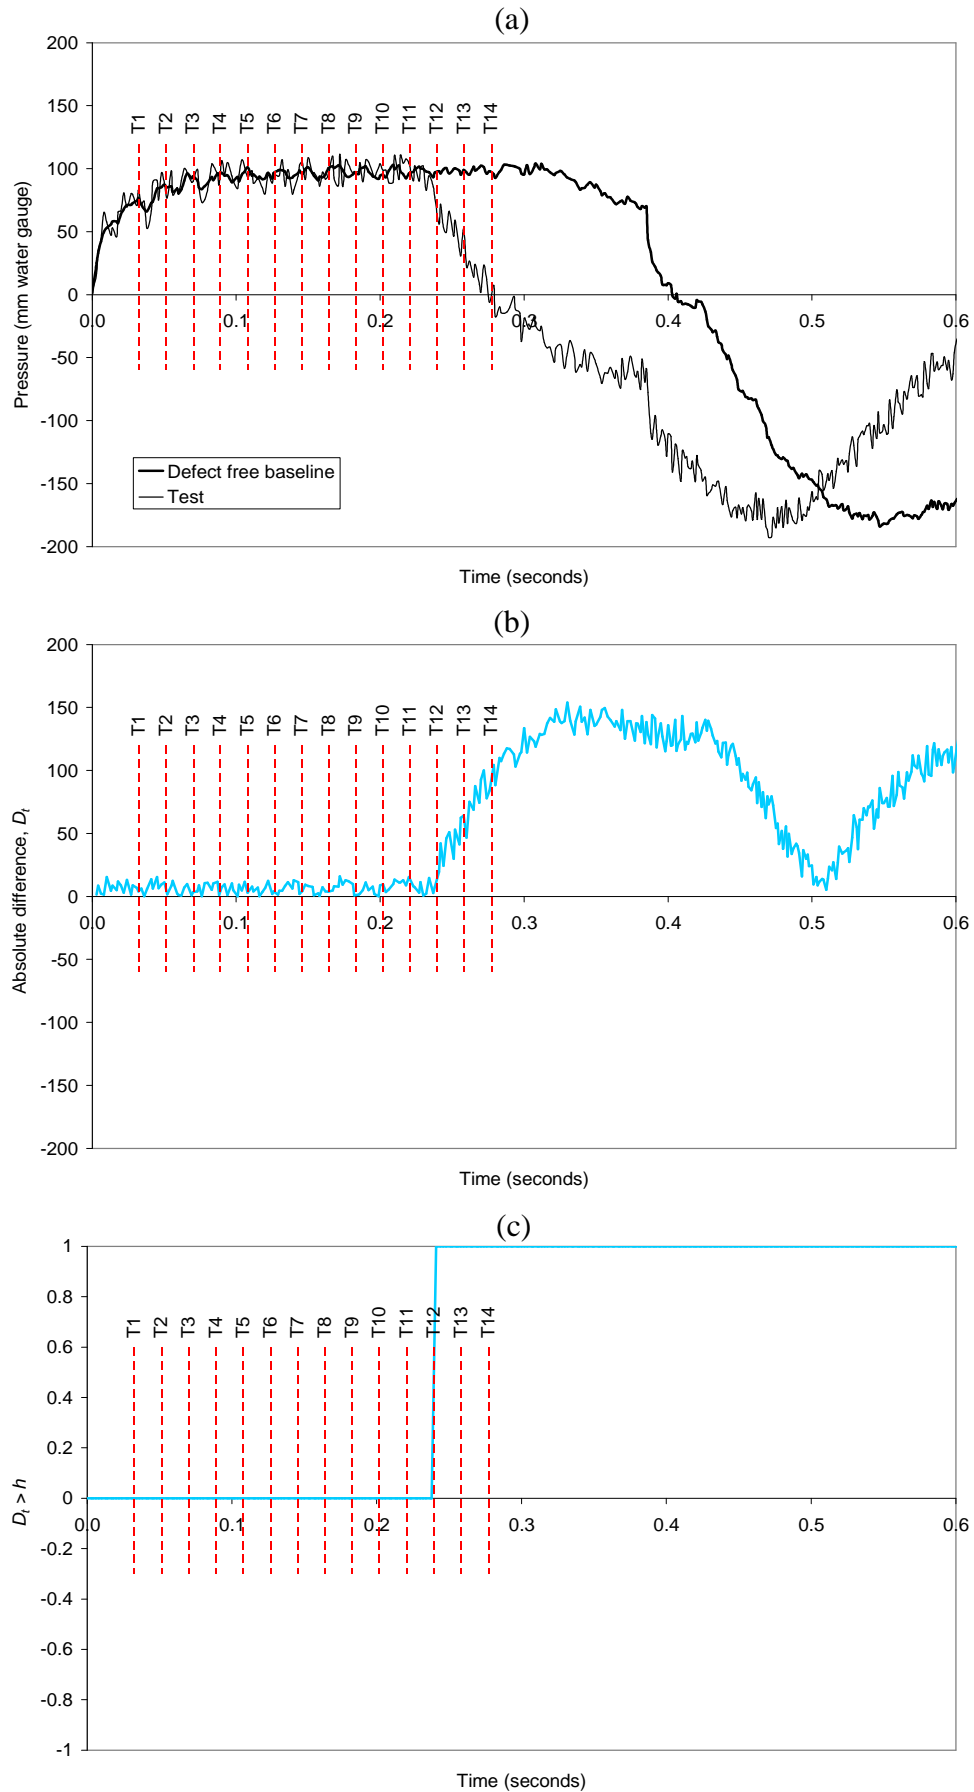 (a)
200
150
100
50
0
-50
-100
-150
-200
Pressure (mm water gauge)
T1 T2 T3 T4 T5 T6 T7 T8 T9 T10 T11 T12 T13 T14
0.0 0.1 0.2 0.3 0.4 0.5 0.6
Defect free baseline
Test
Time (seconds)
(b)
200
150
100
50
0
-50
-100
-150
-200
Absolute difference, Dt
T1 T2 T3 T4 T5 T6 T7 T8 T9 T10 T11 T12 T13 T14
0.0 0.1 0.2 0.3 0.4 0.5 0.6
Time (seconds)
(c)
1
0.8
0.6
0.4
0.2
0
-0.2
-0.4
-0.6
-0.8
-1
Dt > h
T1 T2 T3 T4 T5 T6 T7 T8 T9 T10 T11 T12 T13 T14
0.0 0.1 0.2 0.3 0.4 0.5 0.6
Time (seconds)